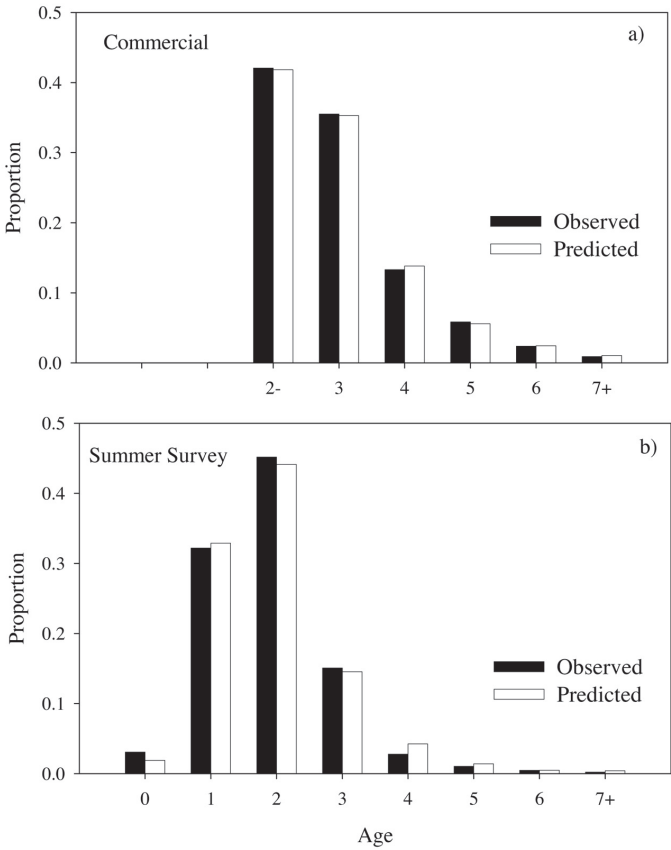 0.5
Commercial
a)
0.4
0.3
Proportion
Observed
0.2
Predicted
0.1
0.0
2- 3 4 5 6 7+
0.5
Summer Survey
b)
0.4
0.3
Proportion
0.2
Observed
Predicted
0.1
0.0
0 1 2 3 4 5 6 7+
Age